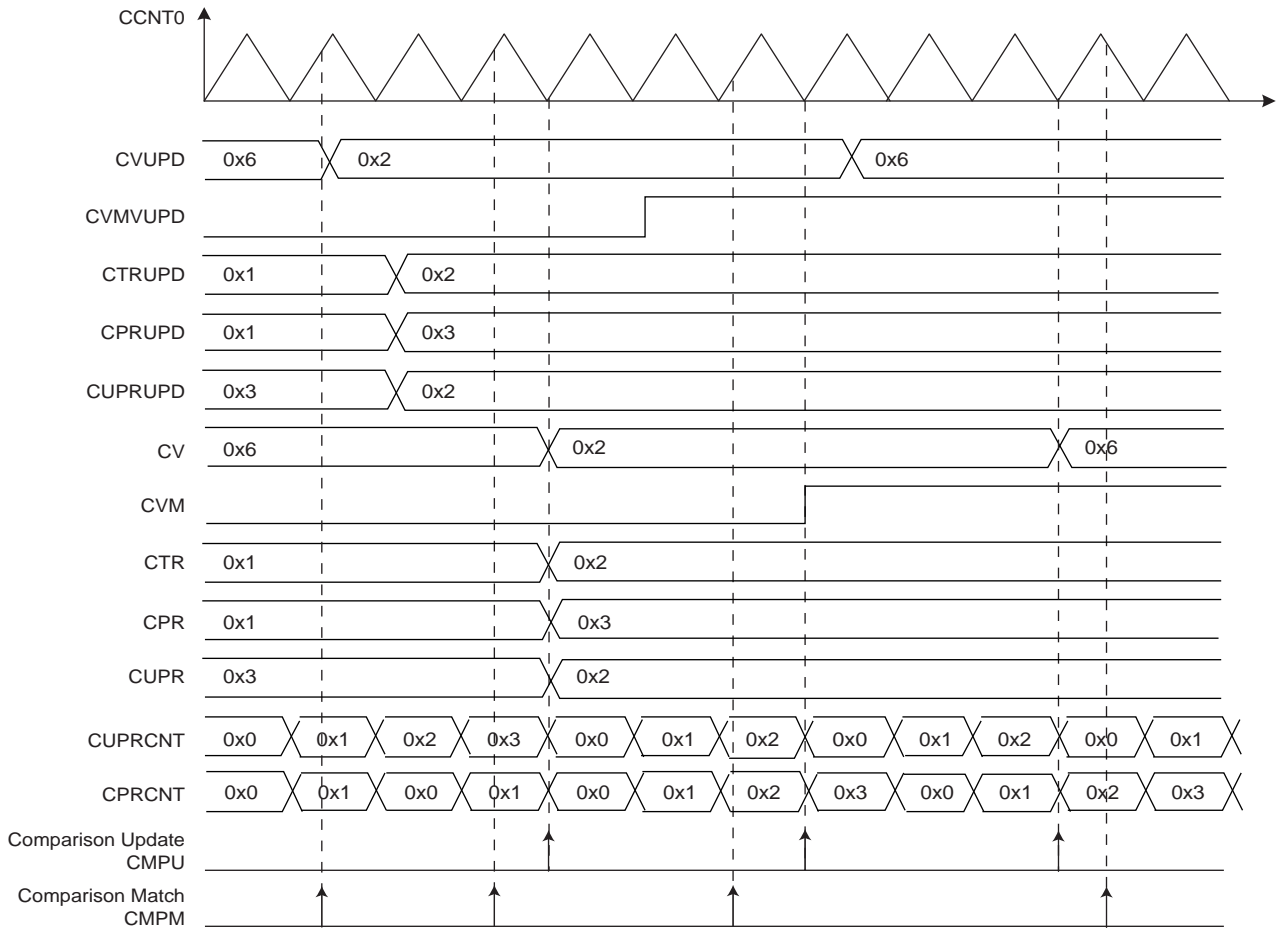 CCNT0
CVUPD 0x6 0x2 0x6
CVMVUPD
CTRUPD 0x1 0x2
CPRUPD 0x1 0x3
CUPRUPD 0x3 0x2
CV 0x6 0x2 0x6
CVM
CTR 0x1 0x2
CPR 0x1 0x3
CUPR 0x3 0x2
CUPRCNT 0x0 0x1 0x2 0x3 0x0 0x1 0x2 0x0 0x1 0x2 0x0 0x1
CPRCNT 0x0 0x1 0x0 0x1 0x0 0x1 0x2 0x3 0x0 0x1 0x2 0x3
Comparison Update
CMPU
Comparison Match
CMPM